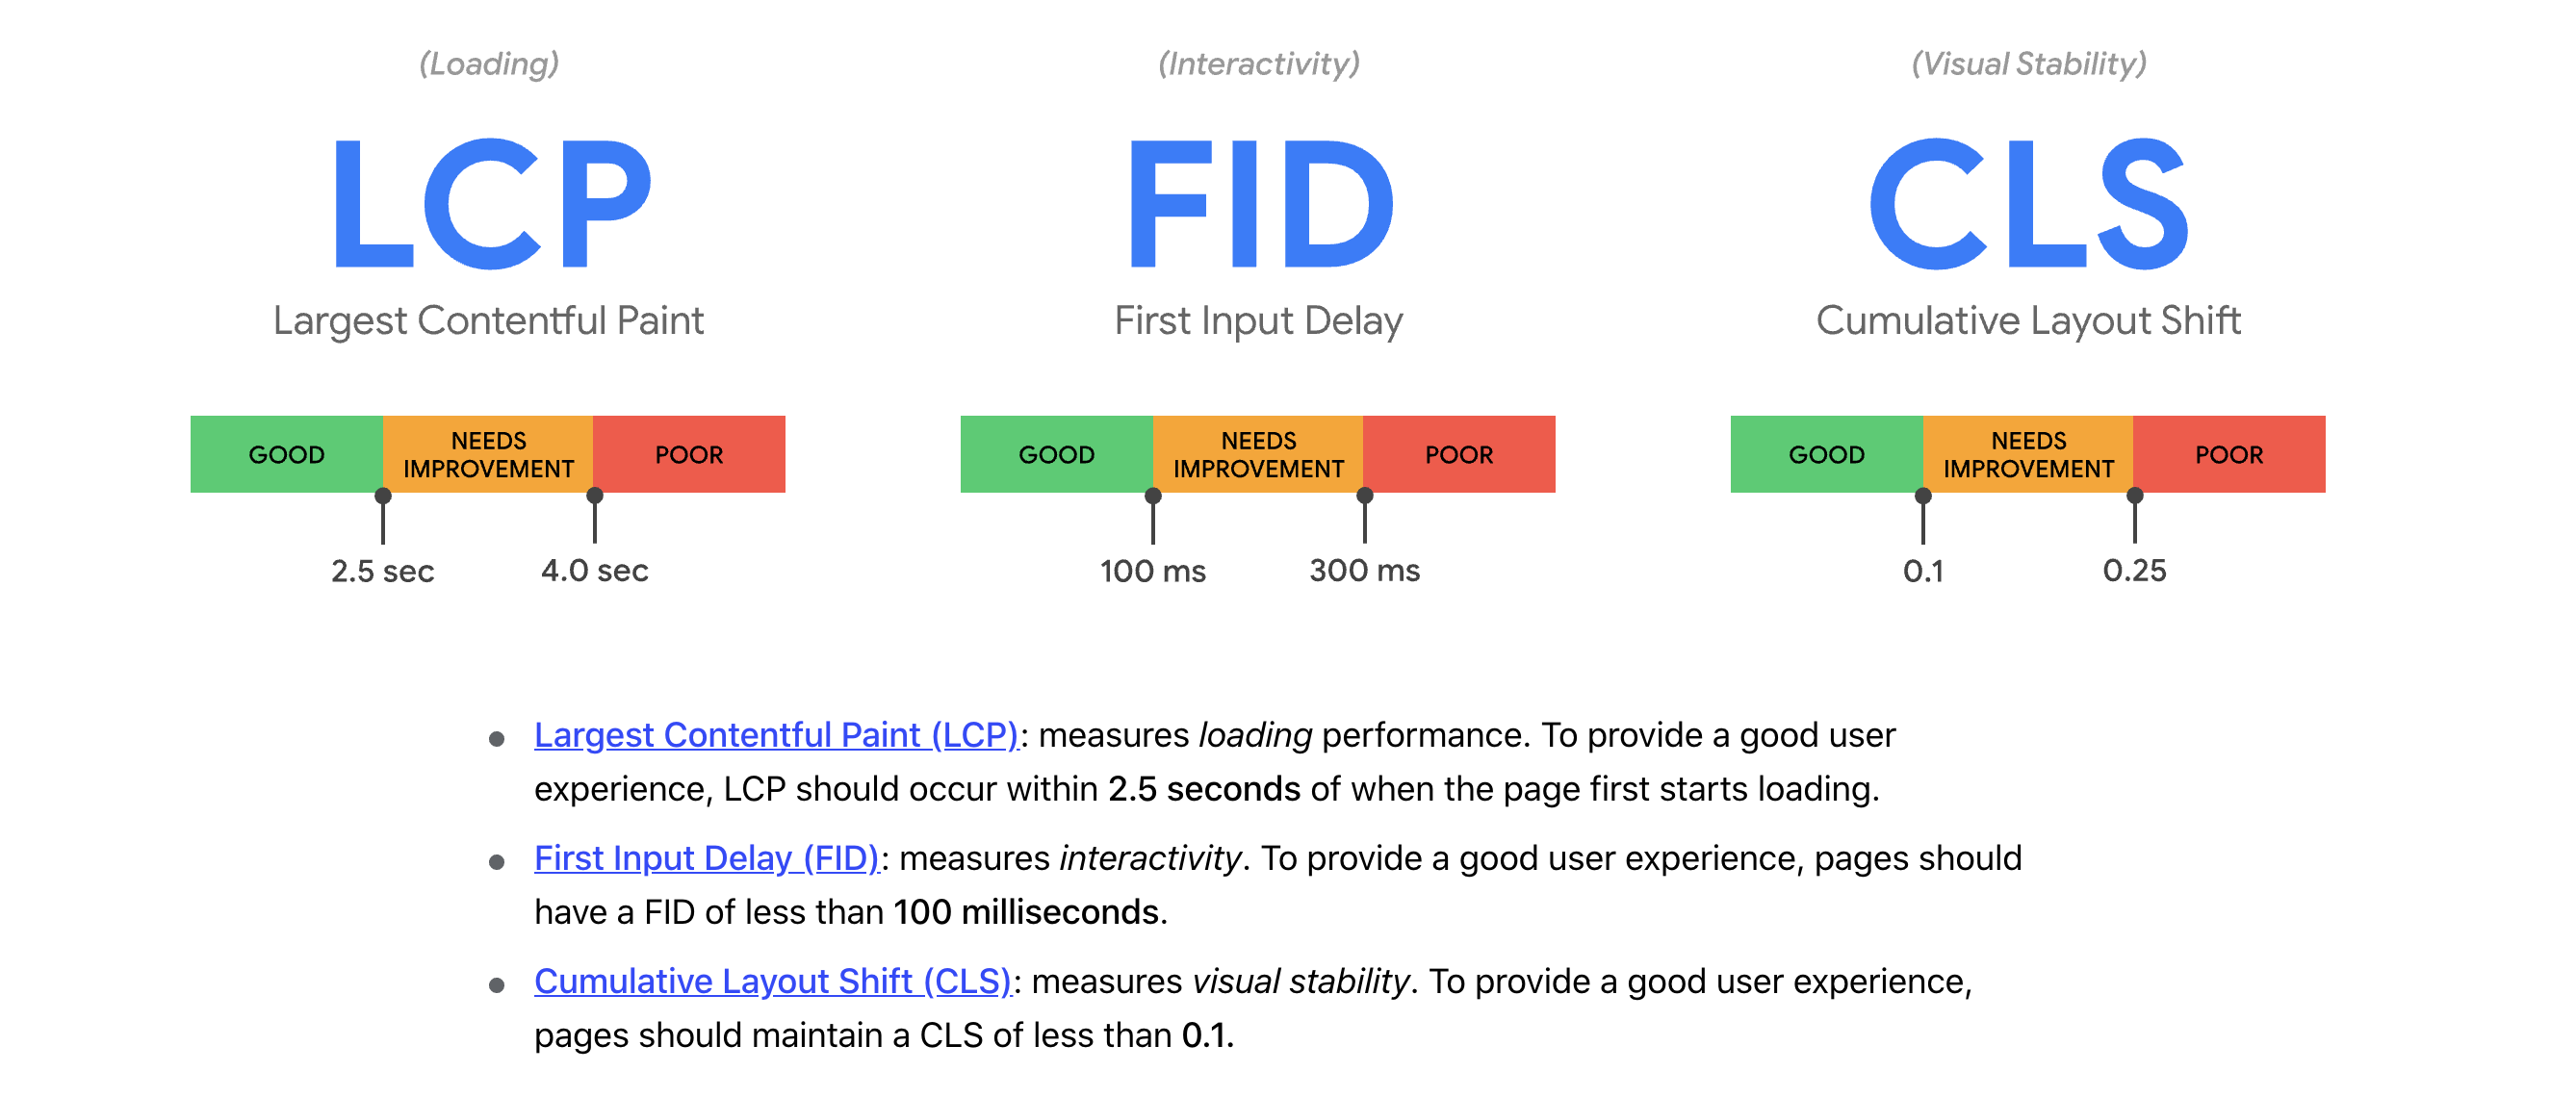 (Loading)
LCP
Largest Contentful Paint
GOOD
NEEDS
IMPROVEMENT
POOR
2.5 sec
4.0 sec
(Interactivity)
FID
First Input Delay
GOOD
NEEDS
IMPROVEMENT
POOR
100 ms
300 ms
(Visual Stability)
CLS
Cumulative Layout Shift
GOOD
NEEDS
IMPROVEMENT
POOR
0.1
0.25
• Largest Contentful Paint (LCP): measures loading performance. To provide a good user
experience, LCP should occur within 2.5 seconds of when the page first starts loading.
• First Input Delay (FID): measures interactivity. To provide a good user experience, pages should
have a FID of less than 100 milliseconds.
• Cumulative Layout Shift (CLS): measures visual stability. To provide a good user experience,
pages should maintain a CLS of less than 0.1.